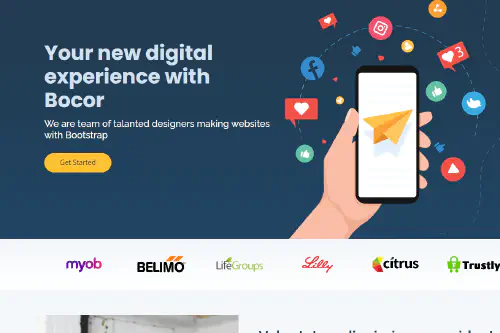 Your new digital
experience with
Bocor
We are team of talanted designers making websites
with Bootstrap
Get Started
3
myob
BELIMO
LifeGroups
Lilly
citrus
Trustly